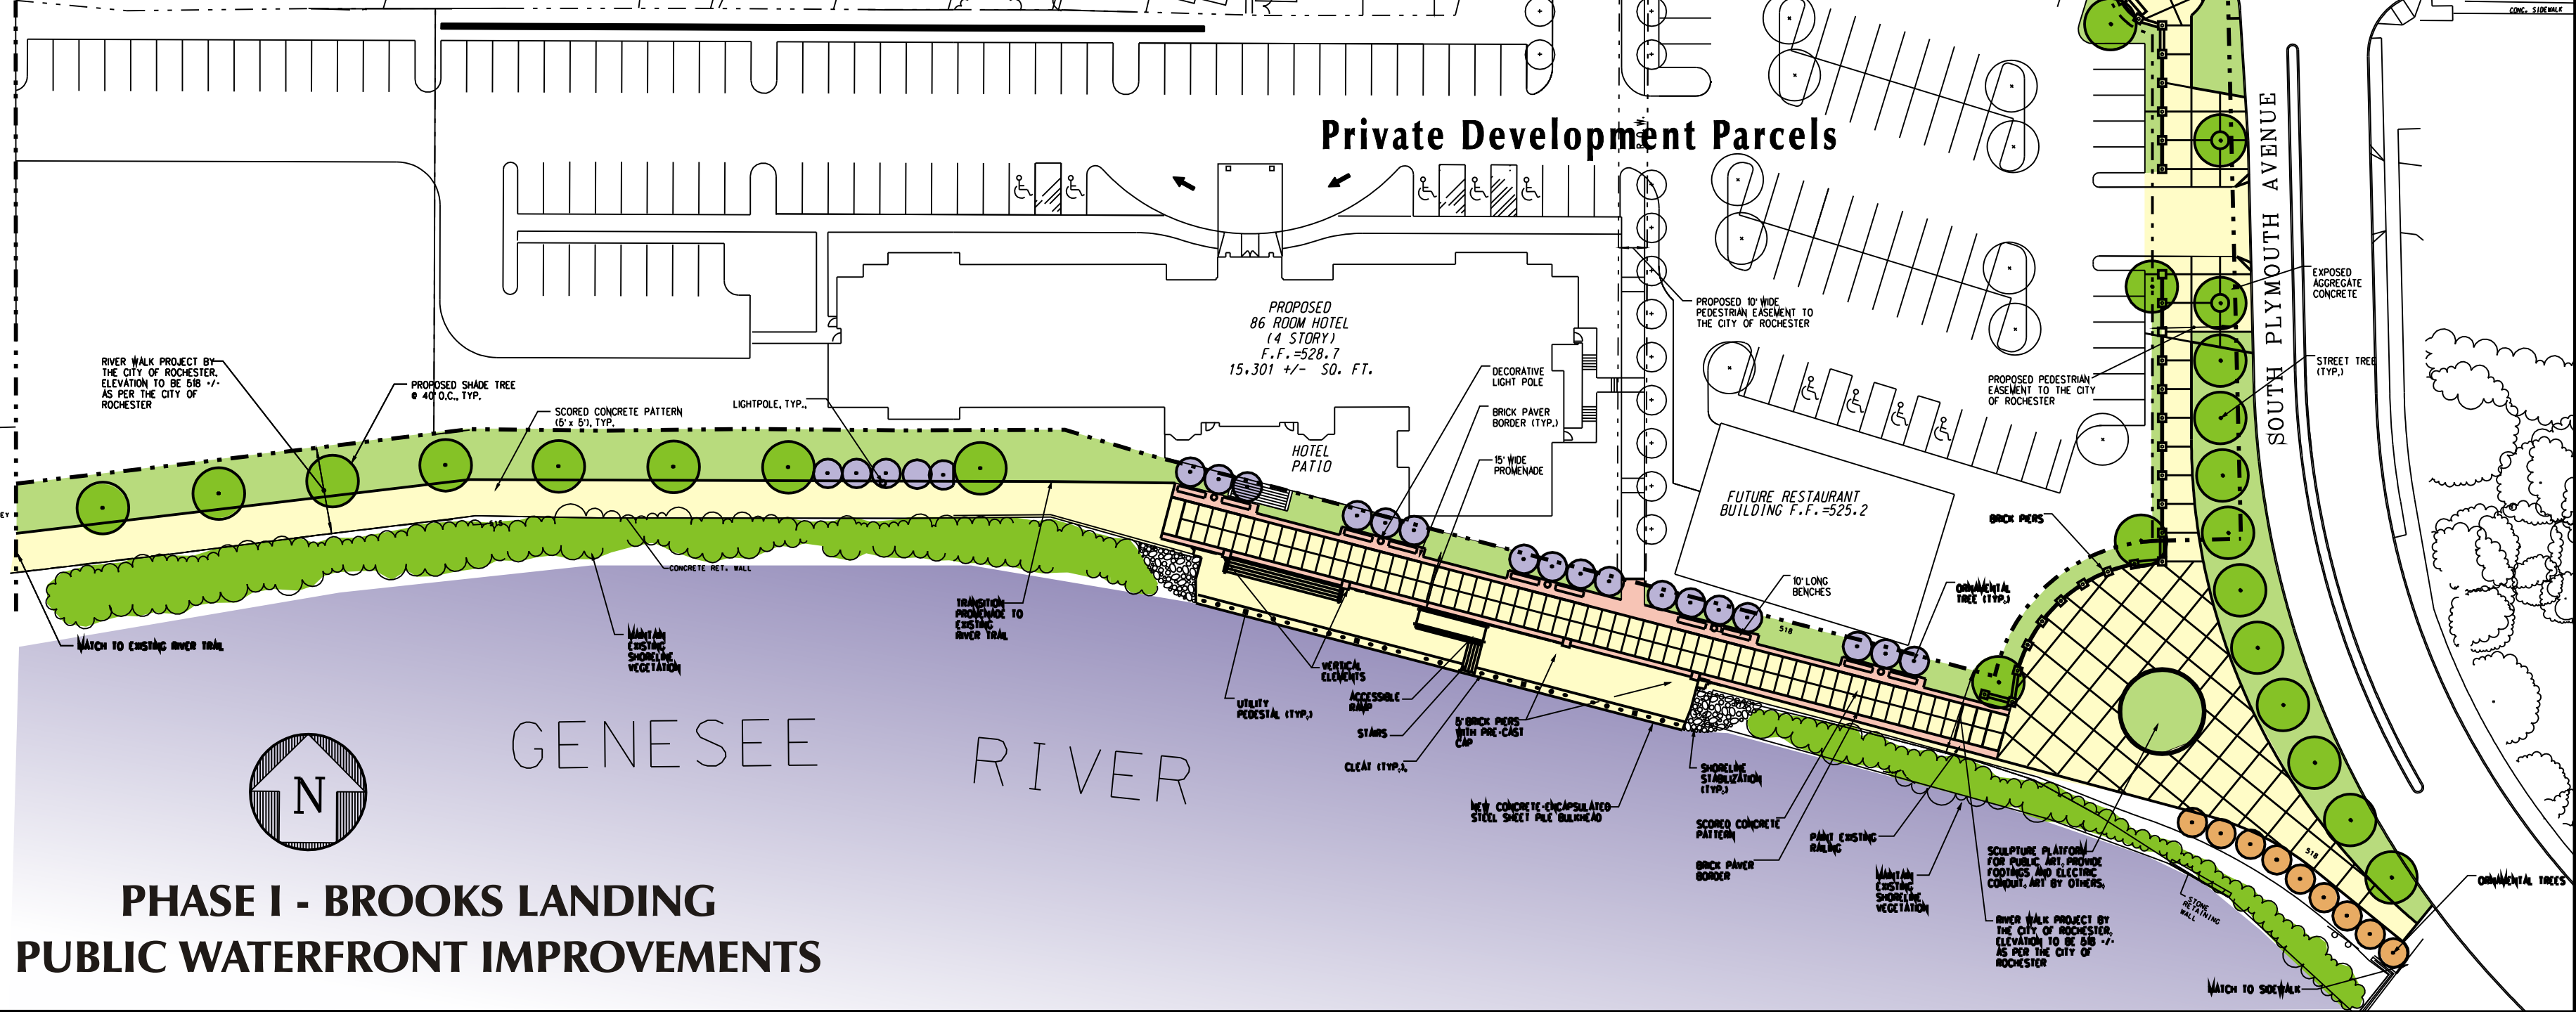 CONC. SIDEWALK
Private Development Parcels
R.O.W.
SOUTH PLYMOUTH AVENUE
EXPOSED
AGGREGATE
CONCRETE
PROPOSED
86 ROOM HOTEL
(4 STORY)
F.F.=528.7
15,301 +/- SQ. FT.
PROPOSED 10' WIDE
PEDESTRIAN EASEMENT TO
THE CITY OF ROCHESTER
RIVER WALK PROJECT BY
THE CITY OF ROCHESTER.
ELEVATION TO BE 518 +/-
AS PER THE CITY OF
ROCHESTER
PROPOSED SHADE TREE
@ 40' O.C., TYP.
SCORED CONCRETE PATTERN
(5' x 5'), TYP.
LIGHTPOLE, TYP.,
DECORATIVE
LIGHT POLE
BRICK PAVER
BORDER (TYP.)
15' WIDE
PROMENADE
STREET TREE
(TYP.)
PROPOSED PEDESTRIAN
EASEMENT TO THE CITY
OF ROCHESTER
HOTEL
PATIO
FUTURE RESTAURANT
BUILDING F.F.=525.2
BRICK PIERS
EY
518
CONCRETE RET. WALL
10' LONG
BENCHES
ORNAMENTAL
TREE (TYP.)
518
TRANSITION
PROMENADE TO
EXISTING
RIVER TRAIL
MATCH TO EXISTING RIVER TRAIL
MAINTAIN
EXISTING
SHORELINE
VEGETATION
VERTICAL
ELEMENTS
UTILITY
PEDESTAL (TYP.)
ACCESSIBLE
RAMP
STAIRS
CLEAT (TYP.),
5' BRICK PIERS
WITH PRE-CAST
CAP
SHORELINE
STABILIZATION
(TYP.)
NEW CONCRETE-ENCAPSULATED
STEEL SHEET PILE BULKHEAD
SCORED CONCRETE
PATTERN
BRICK PAVER
BORDER
PAINT EXISTING
RAILING
MAINTAIN
EXISTING
SHORELINE
VEGETATION
SCULPTURE PLATFORM
FOR PUBLIC ART. PROVIDE
FOOTINGS AND ELECTRIC
CONDUIT, ART BY OTHERS,
RIVER WALK PROJECT BY
THE CITY OF ROCHESTER.
ELEVATION TO BE 518 +/-
AS PER THE CITY OF
ROCHESTER
518
STONE
RETAINING
WALL
ORNAMENTAL TREES
MATCH TO SIDEWALK
GENESEE RIVER
N
PHASE I - BROOKS LANDING
PUBLIC WATERFRONT IMPROVEMENTS